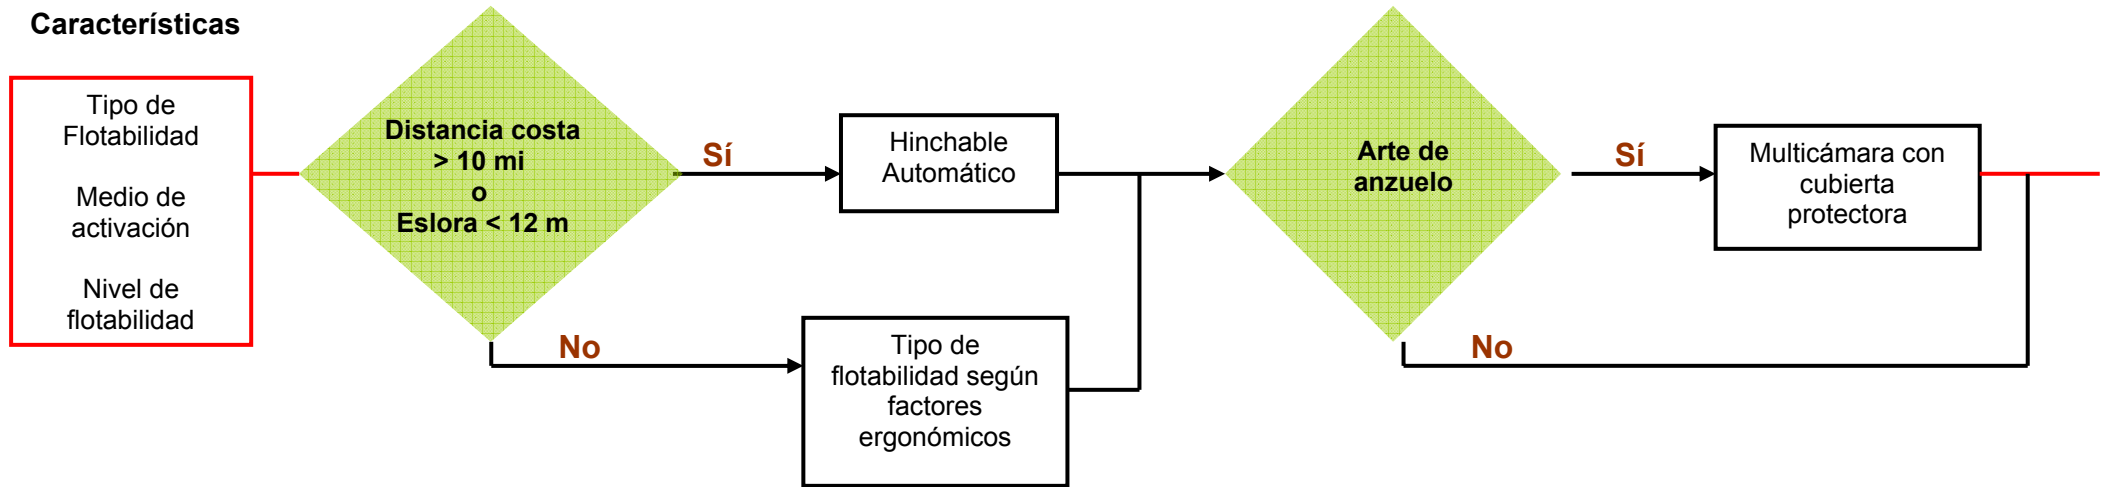 Características
Tipo de
Flotabilidad
Medio de
activación
Nivel de
flotabilidad
Distancia costa
> 10 mi
o
Eslora < 12 m
Sí
No
Hinchable
Automático
Tipo de
flotabilidad según
factores
ergonómicos
Arte de
anzuelo
Sí
No
Multicámara con
cubierta
protectora